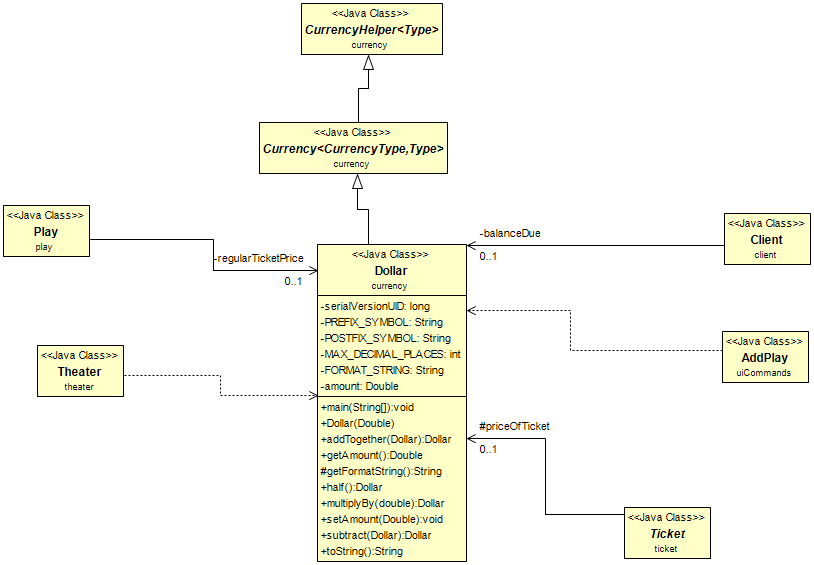 <<Java Class>>
CurrencyHelper<Type>
currency
<<Java Class>>
Currency<CurrencyType,Type>
currency
<<Java Class>>
Play
play
-regularTicketPrice
0..1
<<Java Class>>
Client
client
-balanceDue
0..1
<<Java Class>>
Dollar
currency
-serialVersionUID: long
-PREFIX_SYMBOL: String
-POSTFIX_SYMBOL: String
-MAX_DECIMAL_PLACES: int
-FORMAT_STRING: String
-amount: Double
+main(String[]):void
+Dollar(Double)
+addTogether(Dollar):Dollar
+getAmount():Double
#getFormatString():String
+half():Dollar
+multiplyBy(double):Dollar
+setAmount(Double):void
+subtract(Dollar):Dollar
+toString():String
<<Java Class>>
Theater
theater
<<Java Class>>
AddPlay
uiCommands
#priceOfTicket
0..1
<<Java Class>>
Ticket
ticket